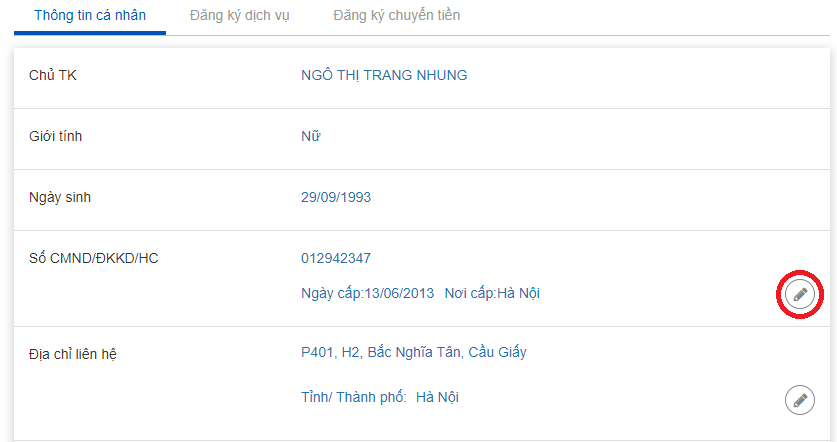 Thông tin cá nhân Đăng ký dịch vụ Đăng ký chuyển tiền
Chủ TK NGÔ THỊ TRANG NHUNG
Giới tính Nữ
Ngày sinh 29/09/1993
Số CMND/ĐKKD/HC 012942347
Ngày cấp:13/06/2013 Nơi cấp:Hà Nội
Địa chỉ liên hệ P401, H2, Bắc Nghĩa Tân, Cầu Giấy
Tỉnh/ Thành phố: Hà Nội